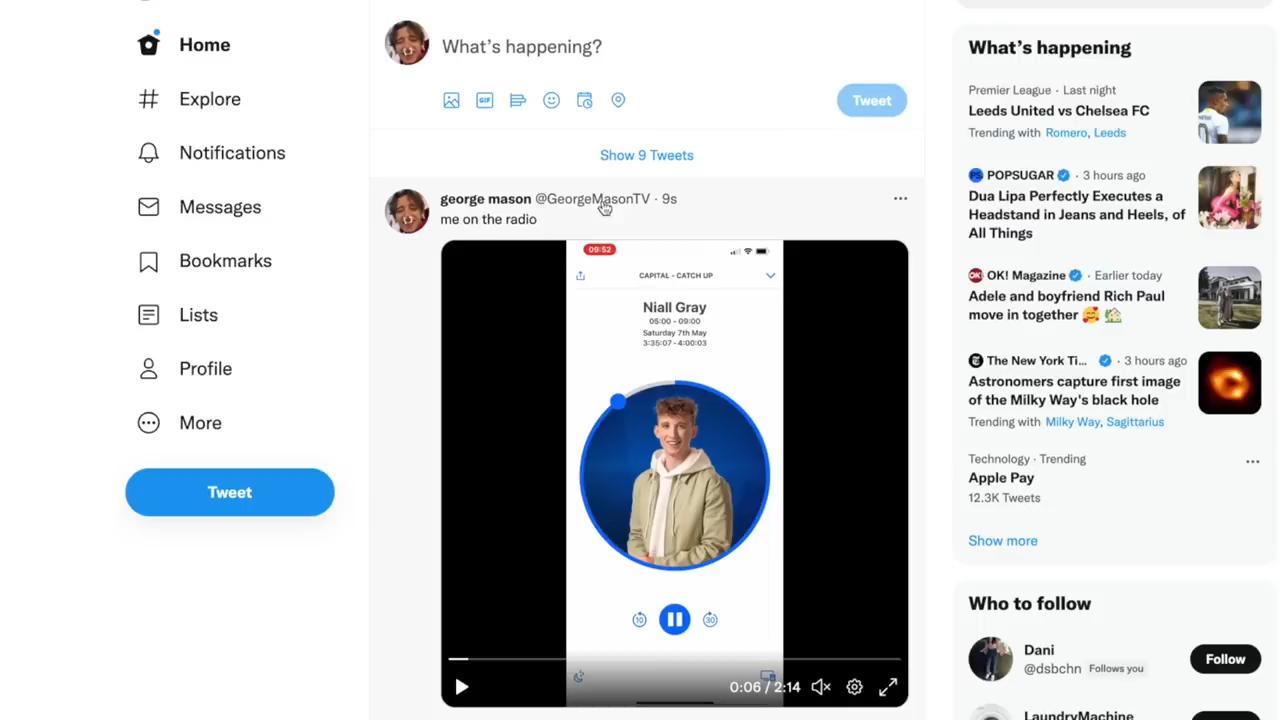 Home
Explore
Notifications
Messages
Bookmarks
Lists
Profile
More
Tweet
What's happening?
GIF
Tweet
Show 9 Tweets
george mason @GeorgeMasonTV · 9s
me on the radio
09:52
CAPITAL - CATCH UP
Niall Gray
05:00 - 09:00
Saturday 7th May
3:35:07 - 4:00:03
10
30
0:06 / 2:14
What's happening
Premier League · Last night
Leeds United vs Chelsea FC
Trending with Romero, Leeds
POPSUGAR · 3 hours ago
Dua Lipa Perfectly Executes a
Headstand in Jeans and Heels, of
All Things
OK! OK! Magazine · Earlier today
Adele and boyfriend Rich Paul
move in together 🥰 🏡
The New York Ti... · 3 hours ago
Astronomers capture first image
of the Milky Way's black hole
Trending with Milky Way, Sagittarius
Technology · Trending
Apple Pay
12.3K Tweets
Show more
Who to follow
Dani
@dsbchn Follows you
Follow
LaundryMachine